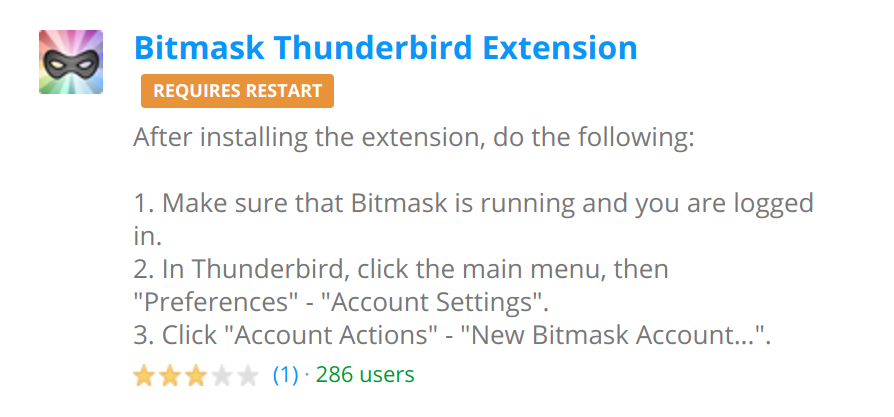 Bitmask Thunderbird Extension
REQUIRES RESTART
After installing the extension, do the following:
1. Make sure that Bitmask is running and you are logged
in.
2. In Thunderbird, click the main menu, then
"Preferences" - "Account Settings".
3. Click "Account Actions" - "New Bitmask Account...".
(1) · 286 users